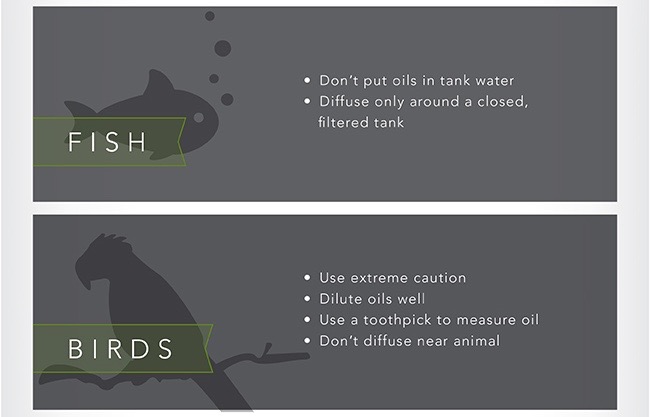 FISH
• Don't put oils in tank water
• Diffuse only around a closed,
filtered tank
BIRDS
• Use extreme caution
• Dilute oils well
• Use a toothpick to measure oil
• Don't diffuse near animal